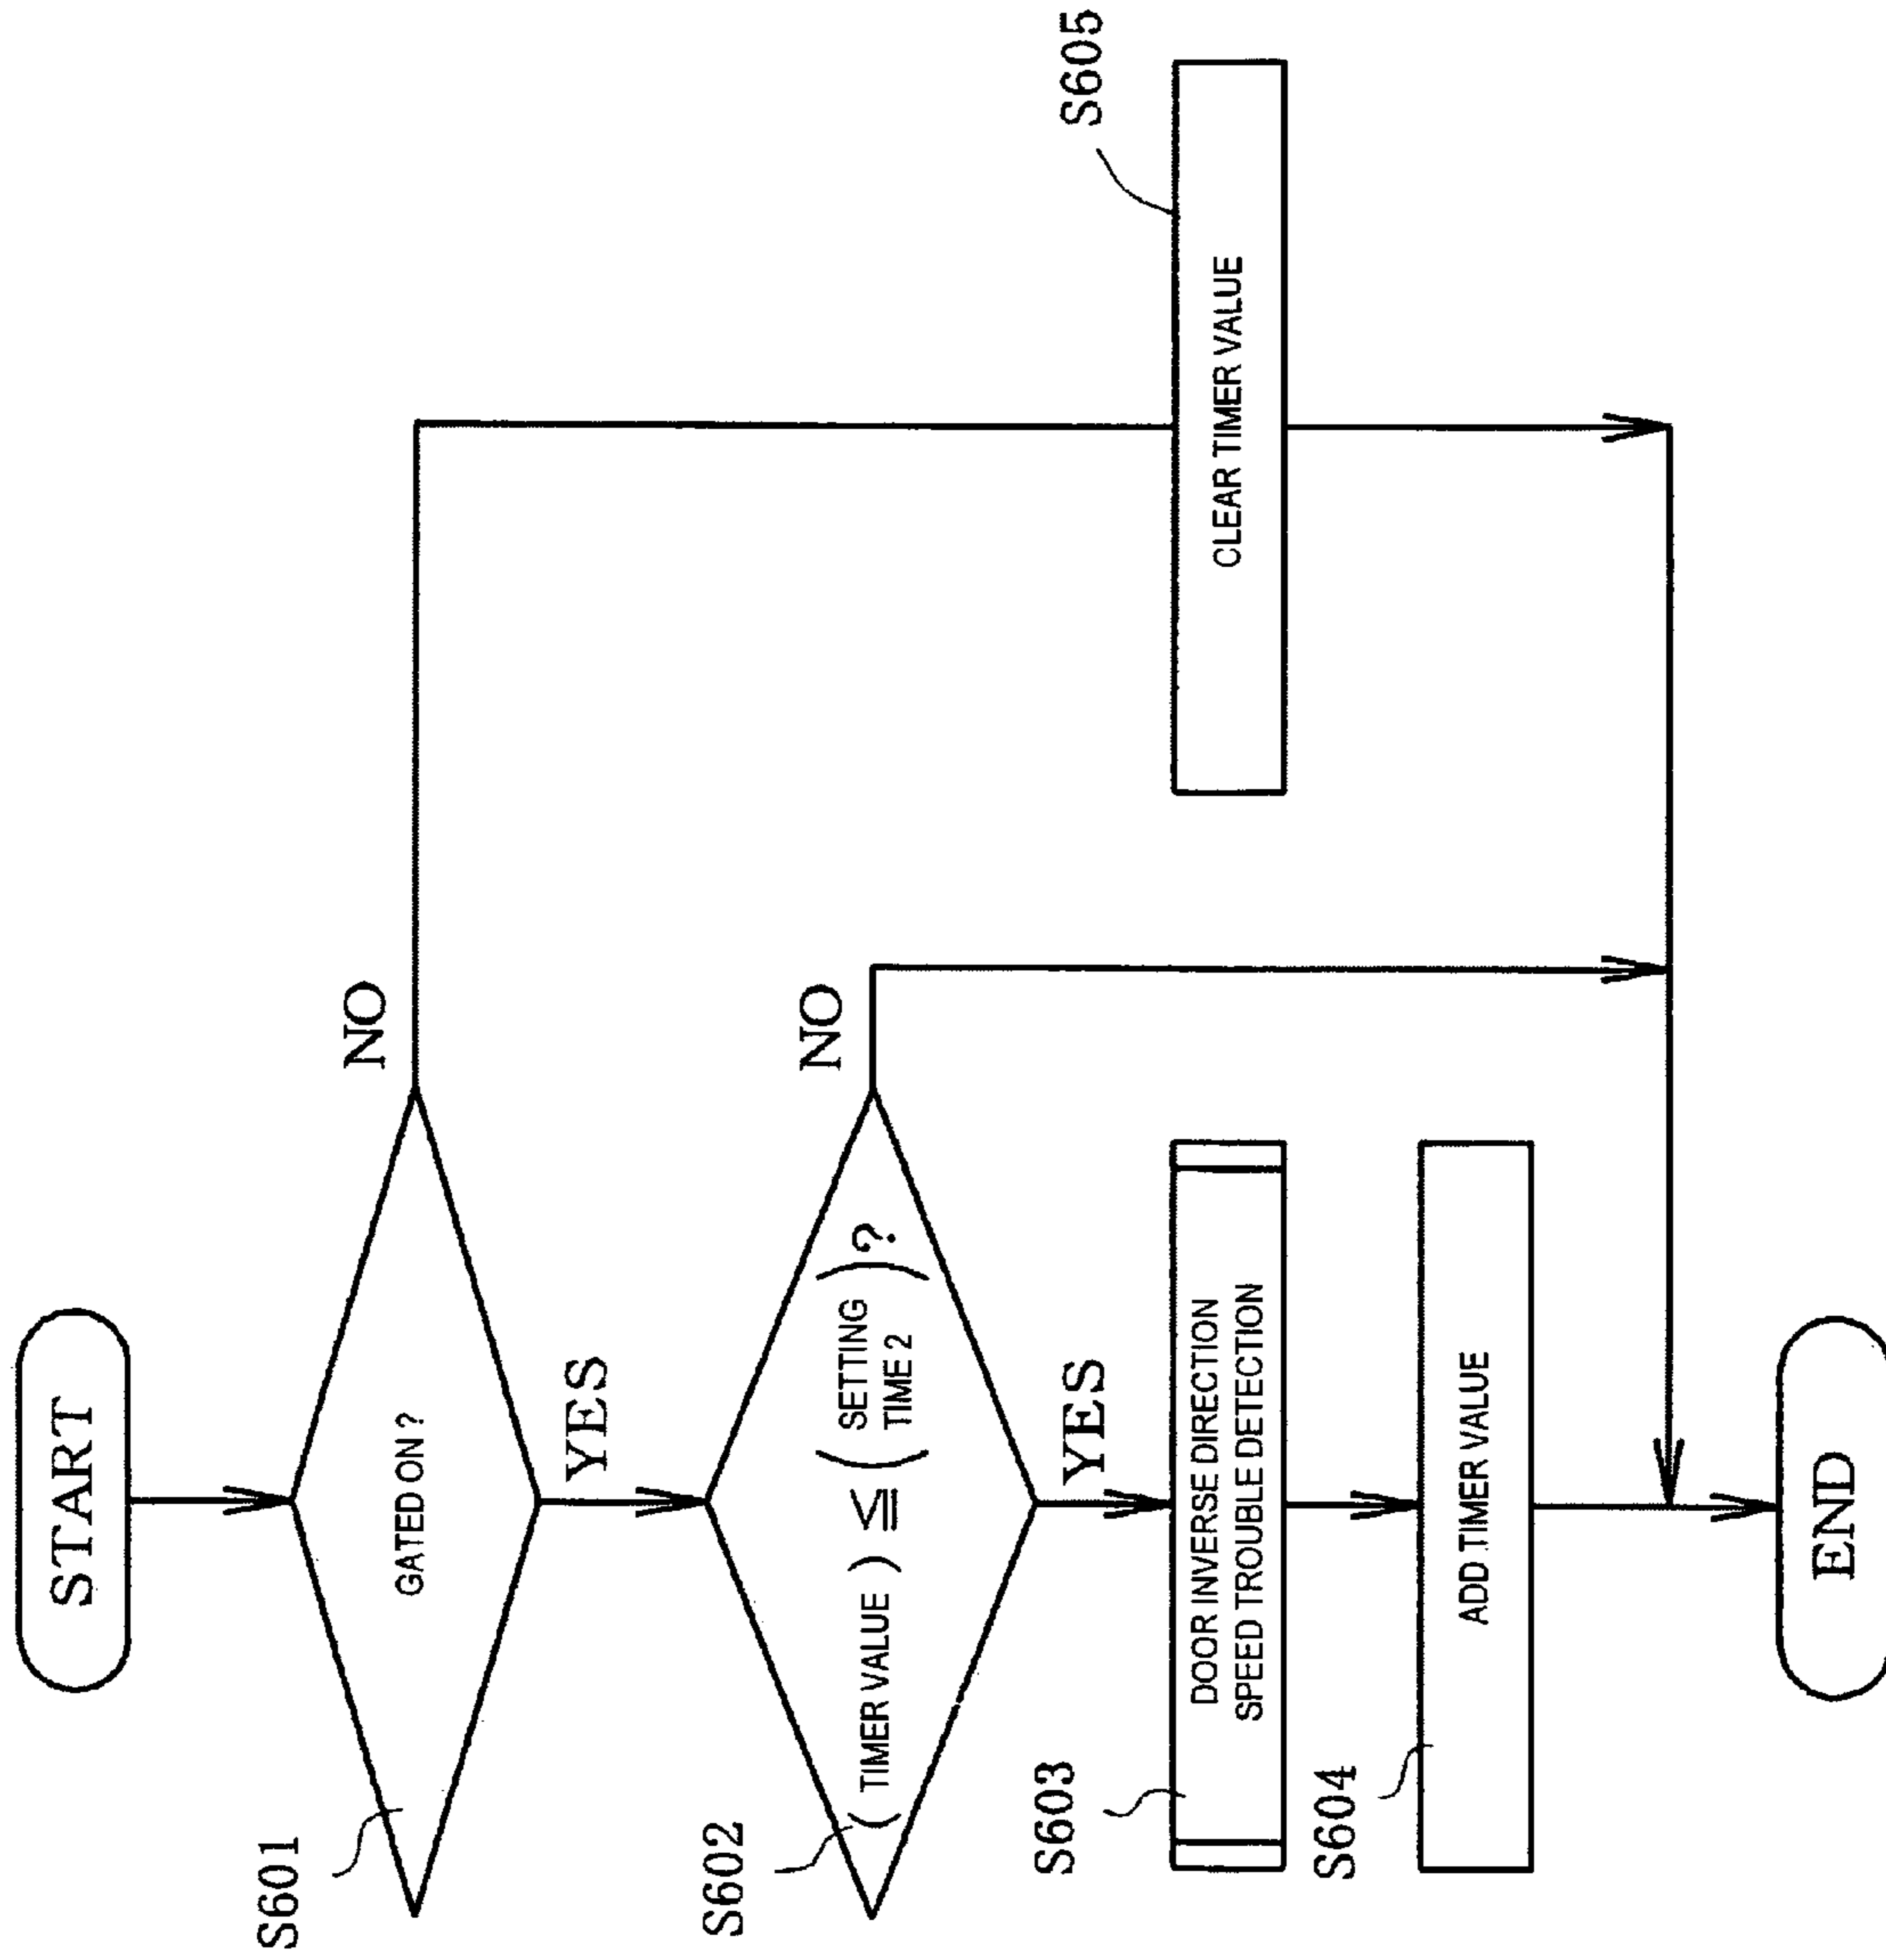 START
S601
GATED ON ?
NO
YES
S602
( TIMER VALUE ) ≦ ( SETTING
TIME 2 ) ?
NO
YES
S603
DOOR INVERSE DIRECTION
SPEED TROUBLE DETECTION
S605
CLEAR TIMER VALUE
S604
ADD TIMER VALUE
END